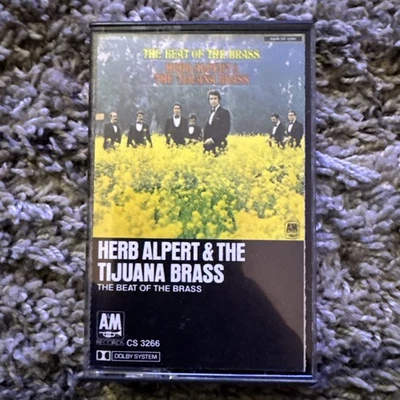 THE BEAT OF THE BRASS
HERB ALPERT &
THE TIJUANA BRASS
A&M
HERB ALPERT & THE
TIJUANA BRASS
THE BEAT OF THE BRASS
A&M
RECORDS CS 3266
DOLBY SYSTEM